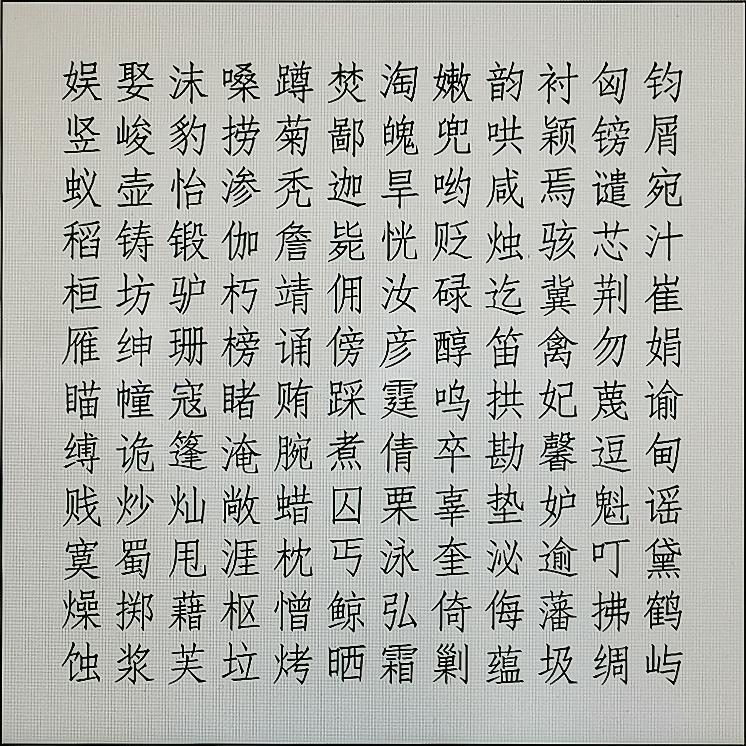 娱娶沫嗓蹲焚淘嫩韵衬匈钧
竖峻豹捞菊鄙魄兜哄颖镑屑
蚁壶怡渗秃迦旱哟咸焉谴宛
稻铸锻伽詹毙恍贬烛骇芯汁
桓坊驴朽靖佣汝碌迄冀荆崔
雁绅珊榜诵傍彦醇笛禽勿娟
瞄幢寇睹贿踩霆呜拱妃蔑谕
缚诡篷淹腕煮倩卒勘馨逗甸
贱炒灿敞蜡囚栗辜垫妒魁谣
寞蜀甩涯枕丐泳奎泌逾叮黛
燥掷藉枢憎鲸弘倚侮藩拂鹤
蚀浆芙垃烤晒霜剿蕴圾绸屿